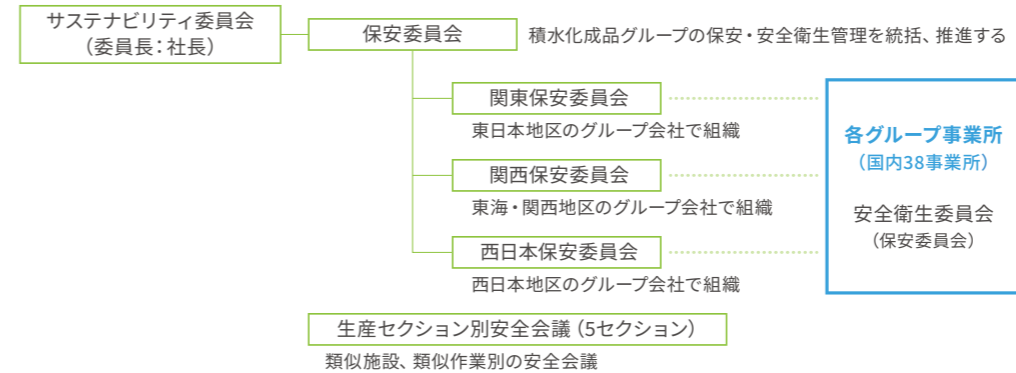 サステナビリティ委員会
（委員長：社長）
保安委員会
積水化成品グループの保安・安全衛生管理を統括、推進する
関東保安委員会
東日本地区のグループ会社で組織
関西保安委員会
東海・関西地区のグループ会社で組織
西日本保安委員会
西日本地区のグループ会社で組織
各グループ事業所
（国内38事業所）
安全衛生委員会
（保安委員会）
生産セクション別安全会議（5セクション）
類似施設、類似作業別の安全会議